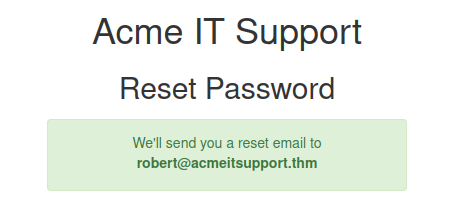 Acme IT Support
Reset Password
We'll send you a reset email to
robert@acmeitsupport.thm